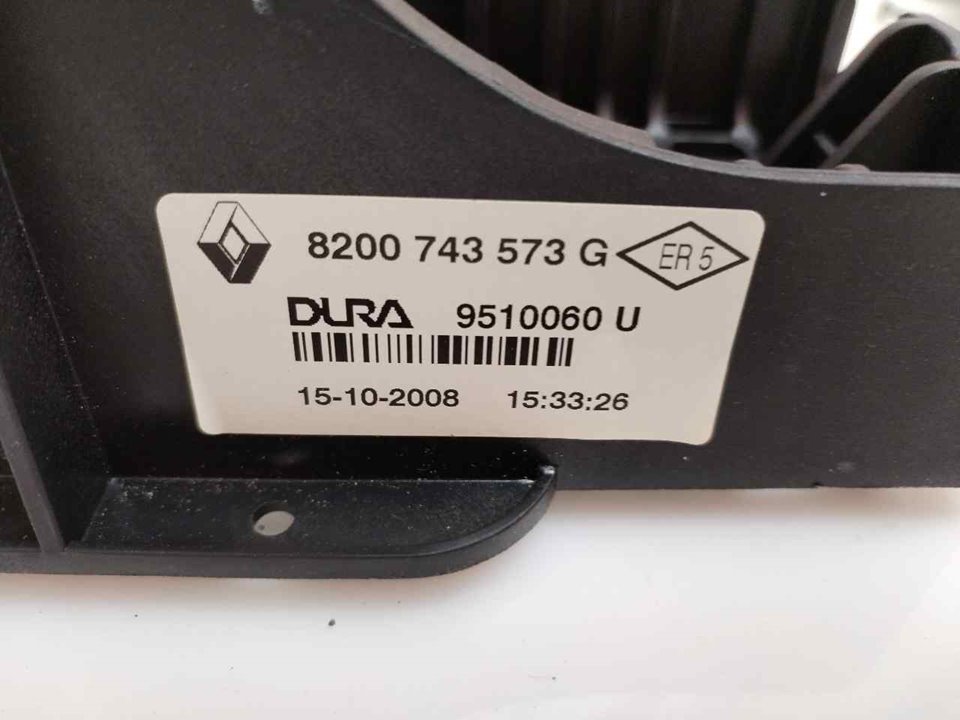 8200 743 573 G ER 5
DURA 9510060 U
15-10-2008 15:33:26